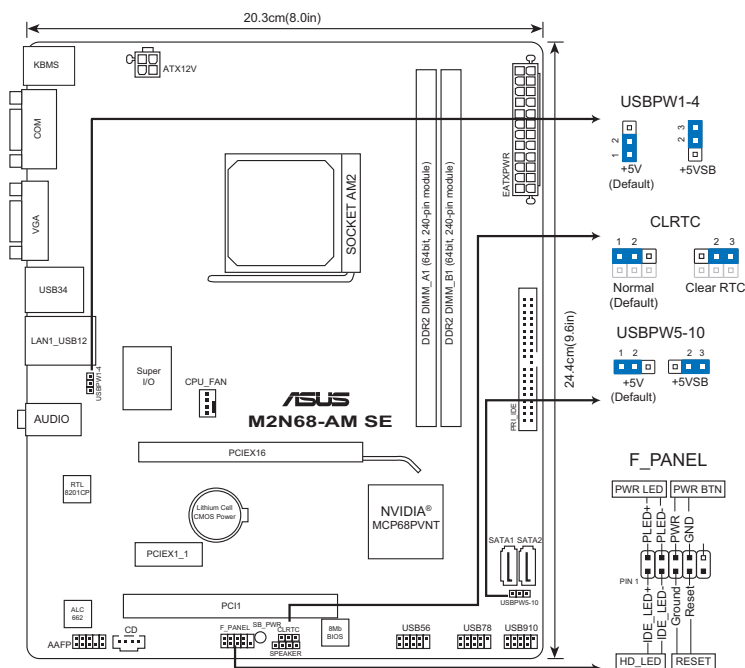 20.3cm(8.0in)
KBMS
ATX12V
COM
VGA
USB34
LAN1_USB12
USBPW1-4
AUDIO
SOCKET AM2
DDR2 DIMM_A1 (64bit, 240-pin module)
DDR2 DIMM_B1 (64bit, 240-pin module)
EATXPWR
24.4cm(9.6in)
PRI_IDE
Super
I/O
CPU_FAN
ASUS
M2N68-AM SE
PCIEX16
RTL
8201CP
Lithium Cell
CMOS Power
NVIDIA®
MCP68PVNT
PCIEX1_1
SATA1 SATA2
USBPW5-10
PCI1
ALC
662
AAFP
CD
F_PANEL
SB_PWR
CLRTC
SPEAKER
8Mb
BIOS
USB56
USB78
USB910
USBPW1-4
1 2
+5V
(Default)
2 3
+5VSB
CLRTC
1 2
Normal
(Default)
2 3
Clear RTC
USBPW5-10
1 2
+5V
(Default)
2 3
+5VSB
F_PANEL
PWR LED
PWR BTN
PLED+
PLED-
PWR
GND
PIN 1
IDE_LED+
IDE_LED-
Ground
Reset
HD_LED
RESET